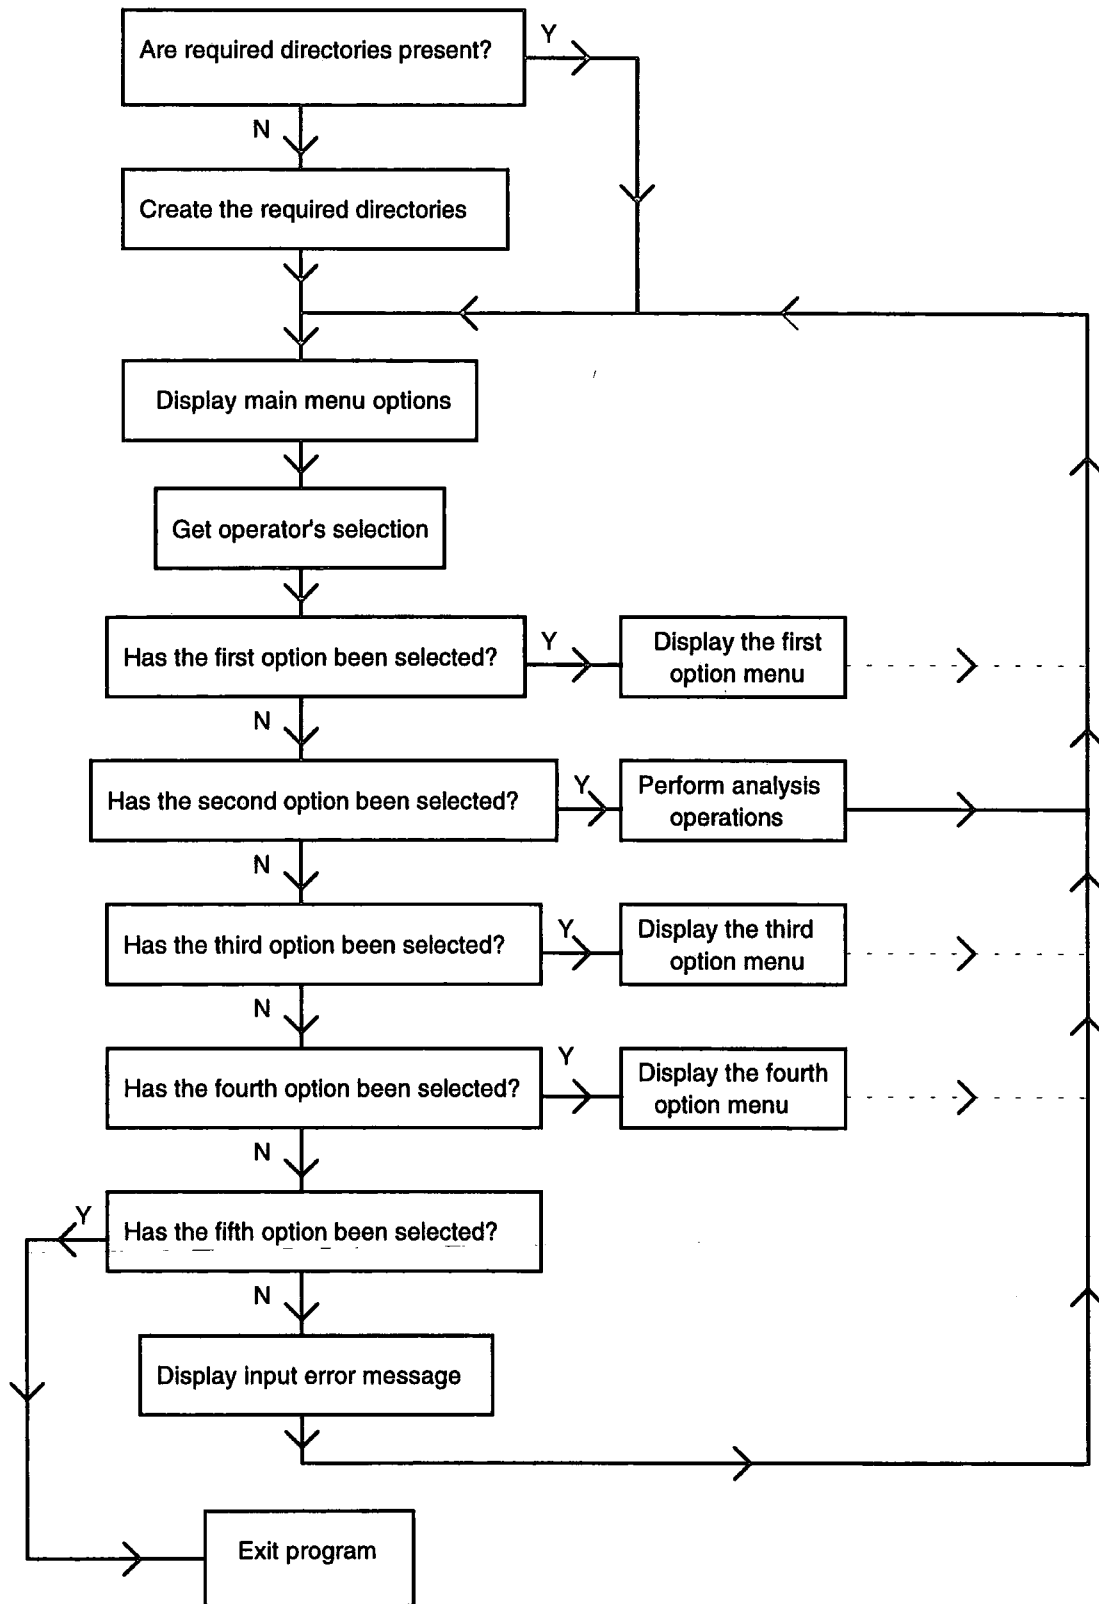 Are required directories present?
Y
N
Create the required directories
Display main menu options
Get operator's selection
Has the first option been selected?
Y
Display the first
option menu
N
Has the second option been selected?
Y
Perform analysis
operations
N
Has the third option been selected?
Y
Display the third
option menu
N
Has the fourth option been selected?
Y
Display the fourth
option menu
N
Y
Has the fifth option been selected?
N
Display input error message
Exit program